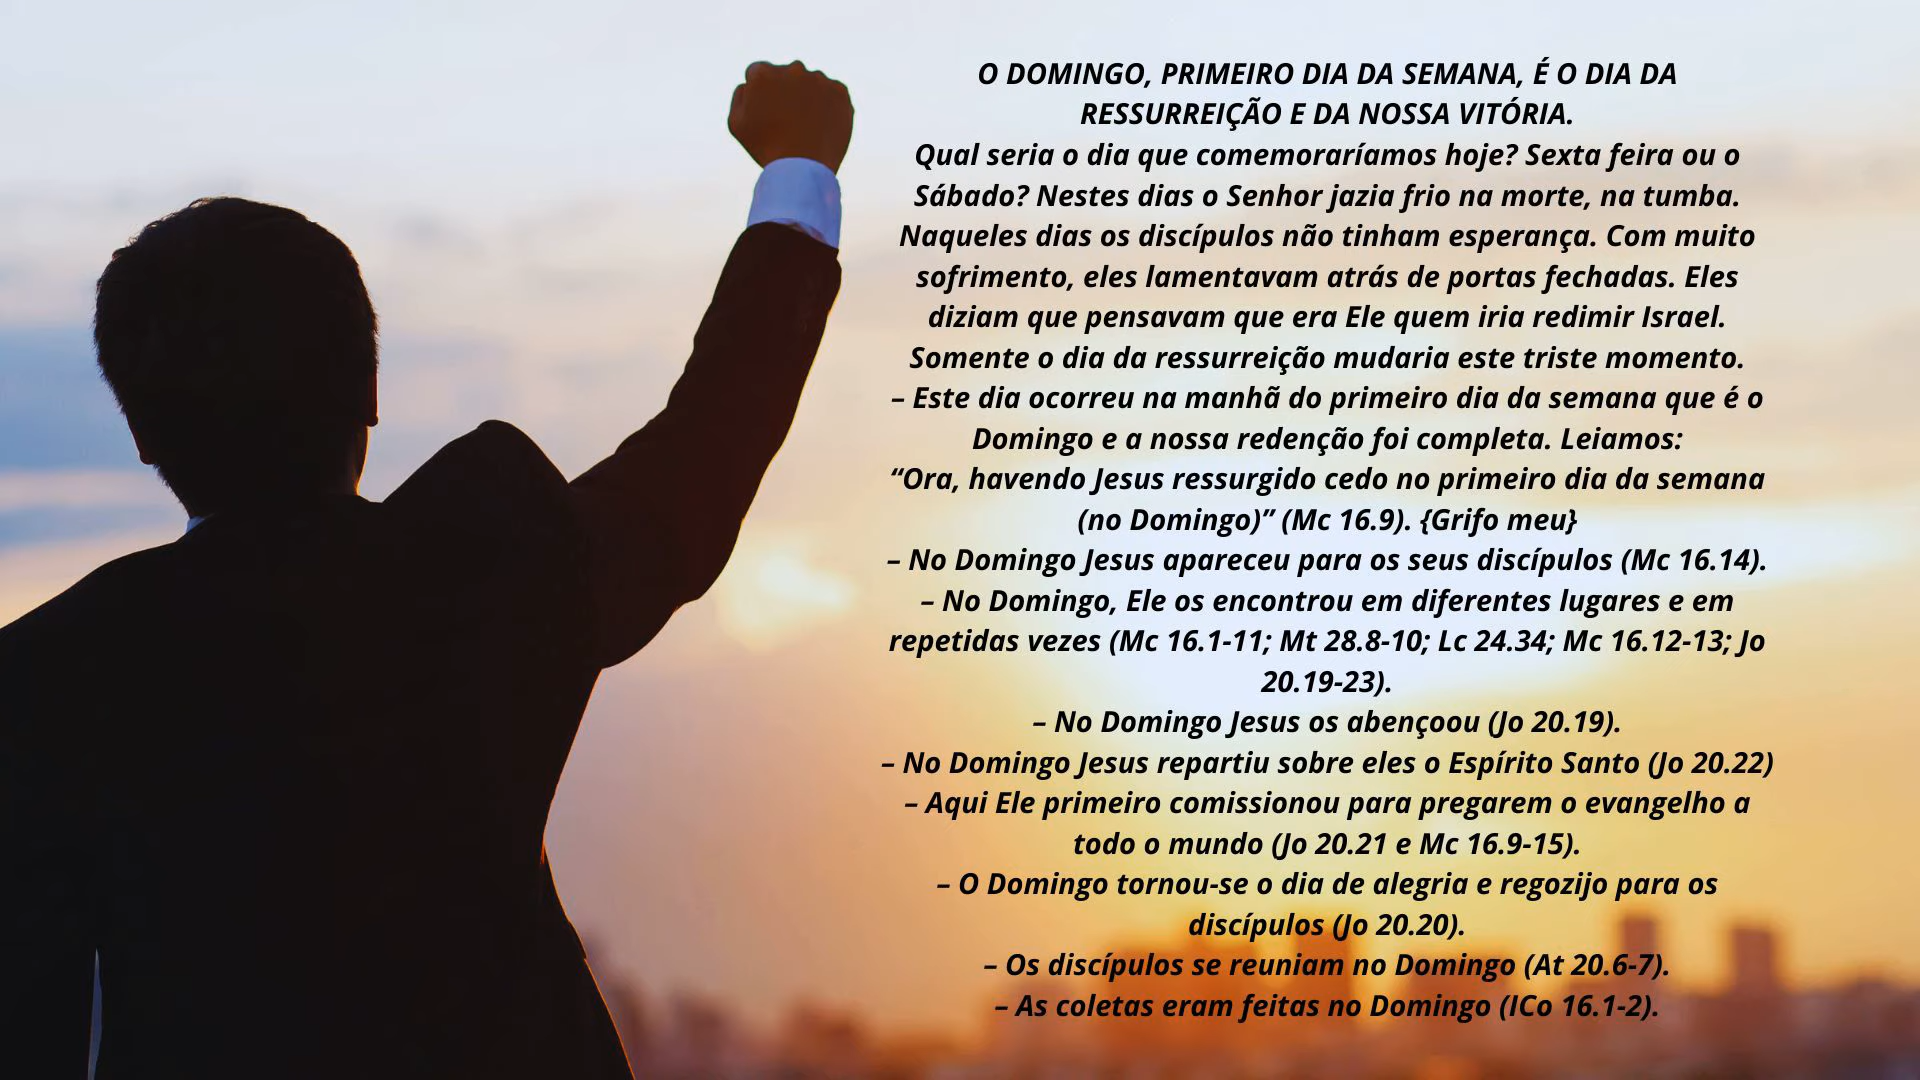 O DOMINGO, PRIMEIRO DIA DA SEMANA, É O DIA DA
RESSURREIÇÃO E DA NOSSA VITÓRIA.
Qual seria o dia que comemoraríamos hoje? Sexta feira ou o
Sábado? Nestes dias o Senhor jazia frio na morte, na tumba.
Naqueles dias os discípulos não tinham esperança. Com muito
sofrimento, eles lamentavam atrás de portas fechadas. Eles
diziam que pensavam que era Ele quem iria redimir Israel.
Somente o dia da ressurreição mudaria este triste momento.
– Este dia ocorreu na manhã do primeiro dia da semana que é o
Domingo e a nossa redenção foi completa. Leiamos:
“Ora, havendo Jesus ressurgido cedo no primeiro dia da semana
(no Domingo)” (Mc 16.9). {Grifo meu}
– No Domingo Jesus apareceu para os seus discípulos (Mc 16.14).
– No Domingo, Ele os encontrou em diferentes lugares e em
repetidas vezes (Mc 16.1-11; Mt 28.8-10; Lc 24.34; Mc 16.12-13; Jo
20.19-23).
– No Domingo Jesus os abençoou (Jo 20.19).
– No Domingo Jesus repartiu sobre eles o Espírito Santo (Jo 20.22)
– Aqui Ele primeiro comissionou para pregarem o evangelho a
todo o mundo (Jo 20.21 e Mc 16.9-15).
– O Domingo tornou-se o dia de alegria e regozijo para os
discípulos (Jo 20.20).
– Os discípulos se reuniam no Domingo (At 20.6-7).
– As coletas eram feitas no Domingo (ICo 16.1-2).